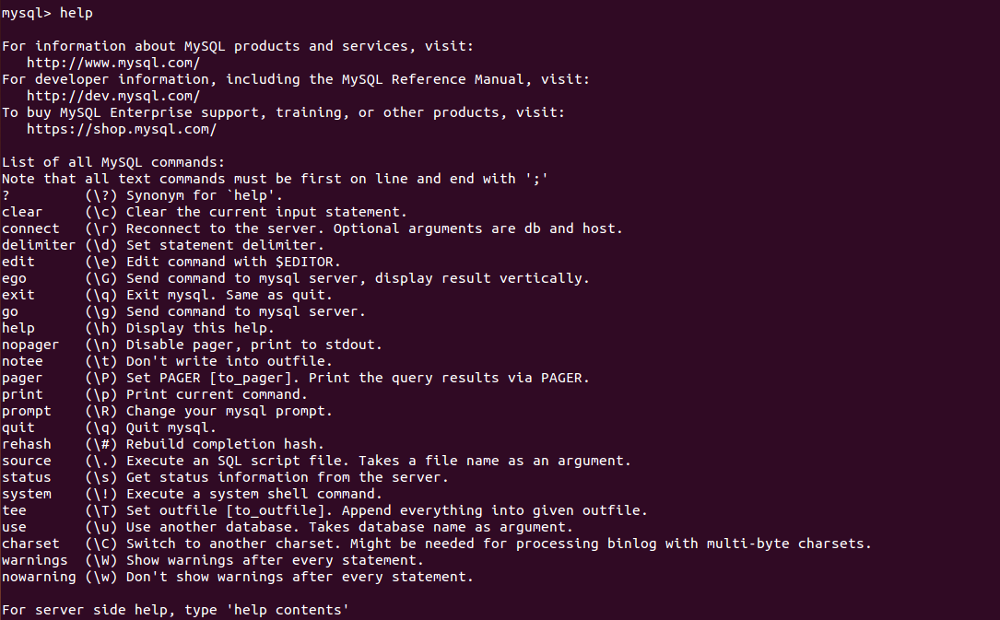 mysql> help
For information about MySQL products and services, visit:
   http://www.mysql.com/
For developer information, including the MySQL Reference Manual, visit:
   http://dev.mysql.com/
To buy MySQL Enterprise support, training, or other products, visit:
   https://shop.mysql.com/
List of all MySQL commands:
Note that all text commands must be first on line and end with ';'
?         (\?) Synonym for `help'.
clear     (\c) Clear the current input statement.
connect   (\r) Reconnect to the server. Optional arguments are db and host.
delimiter (\d) Set statement delimiter.
edit      (\e) Edit command with $EDITOR.
ego       (\G) Send command to mysql server, display result vertically.
exit      (\q) Exit mysql. Same as quit.
go        (\g) Send command to mysql server.
help      (\h) Display this help.
nopager   (\n) Disable pager, print to stdout.
notee     (\t) Don't write into outfile.
pager     (\P) Set PAGER [to_pager]. Print the query results via PAGER.
print     (\p) Print current command.
prompt    (\R) Change your mysql prompt.
quit      (\q) Quit mysql.
rehash    (\#) Rebuild completion hash.
source    (\.) Execute an SQL script file. Takes a file name as an argument.
status    (\s) Get status information from the server.
system    (\!) Execute a system shell command.
tee       (\T) Set outfile [to_outfile]. Append everything into given outfile.
use       (\u) Use another database. Takes database name as argument.
charset   (\C) Switch to another charset. Might be needed for processing binlog with multi-byte charsets.
warnings  (\W) Show warnings after every statement.
nowarning (\w) Don't show warnings after every statement.
For server side help, type 'help contents'